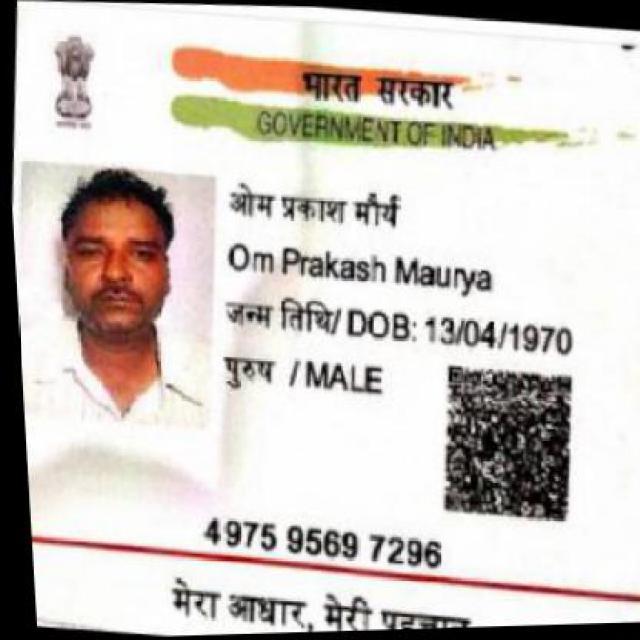 भारत सरकार
GOVERNMENT OF INDIA
ओम प्रकाश मौर्य
Om Prakash Maurya
जन्म तिथि/ DOB: 13/04/1970
पुरुष / MALE
4975 9569 7296
मेरा आधार, मेरी